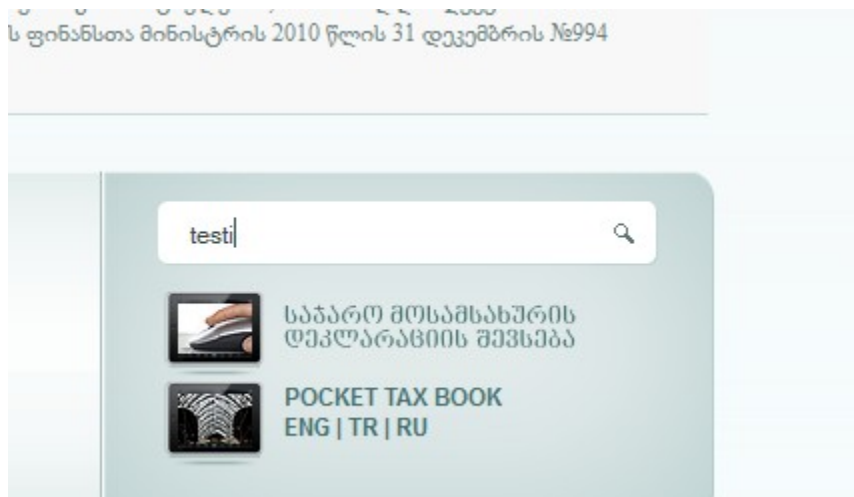 ს ფინანსთა მინისტრის 2010 წლის 31 დეკემბრის №994
testi
საჯარო მოსამსახურის
დეკლარაციის შევსება
POCKET TAX BOOK
ENG | TR | RU